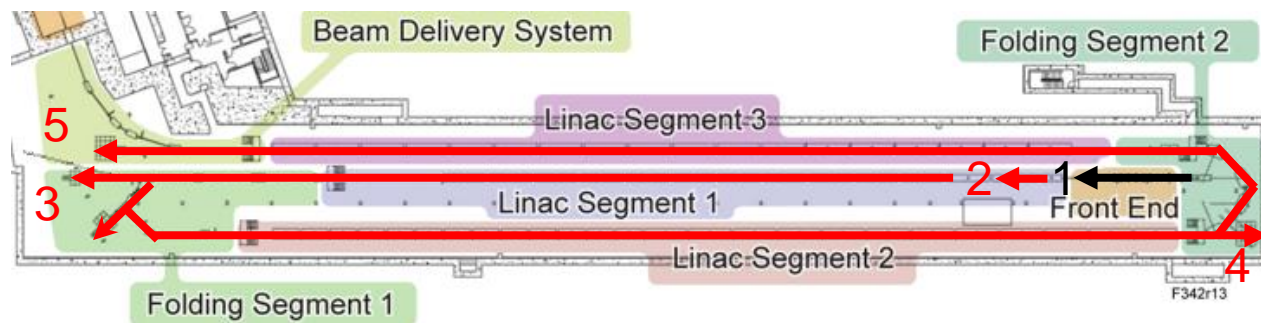 Beam Delivery System
Folding Segment 2
5
Linac Segment 3
3
2
1
Linac Segment 1
Front End
Linac Segment 2
4
Folding Segment 1
F342r13